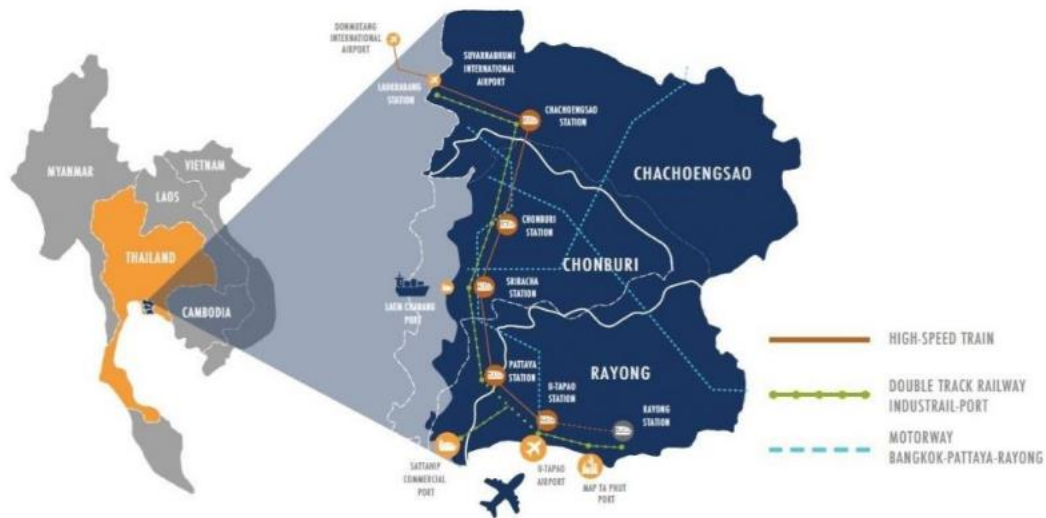 MYANMAR
VIETNAM
LAOS
THAILAND
CAMBODIA
DONMUEANG
INTERNATIONAL
AIRPORT
SUVARNABHUMI
INTERNATIONAL
AIRPORT
LADKRABANG
STATION
CHACHOENGSAO
STATION
CHACHOENGSAO
CHONBURI
STATION
CHONBURI
SRIRACHA
STATION
LAEM CHABANG
PORT
PATTAYA
STATION
RAYONG
U-TAPAO
STATION
RAYONG
STATION
SATTAHIP
COMMERCIAL
PORT
U-TAPAO
AIRPORT
MAP TA PHUT
PORT
HIGH-SPEED TRAIN
DOUBLE TRACK RAILWAY
INDUSTRAIL-PORT
MOTORWAY
BANGKOK-PATTAYA-RAYONG